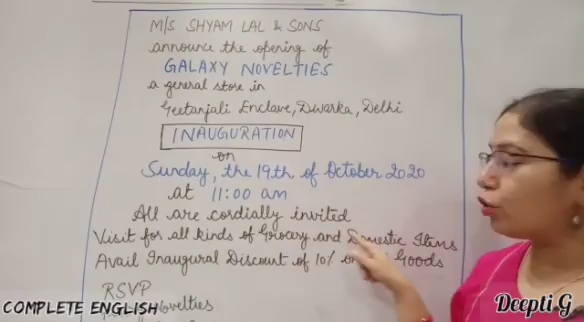 M/S SHYAM LAL & SONS
announce the opening of
GALAXY NOVELTIES
a general store in
Geetanjali Enclave, Dwarka, Delhi
INAUGURATION
on
Sunday, the 19th of October 2020
at 11:00 am
All are cordially invited
Visit for all kinds of Grocery and Domestic Items
Avail Inaugural Discount of 10% on Goods
RSVP
Novelties
COMPLETE ENGLISH
Deepti G